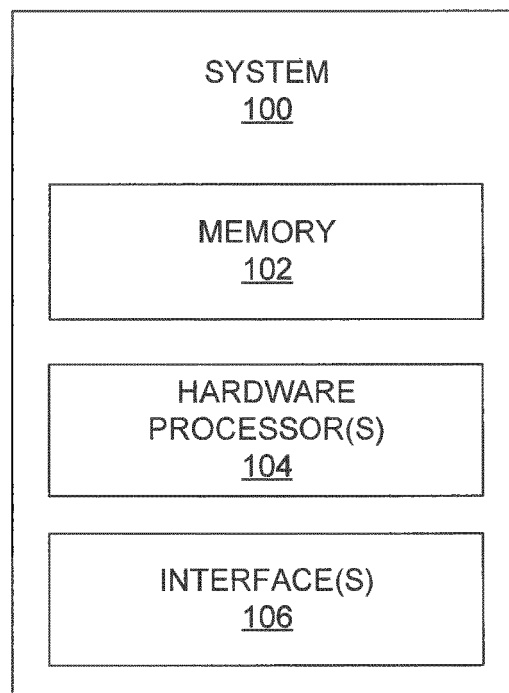 SYSTEM
100
MEMORY
102
HARDWARE
PROCESSOR(S)
104
INTERFACE(S)
106